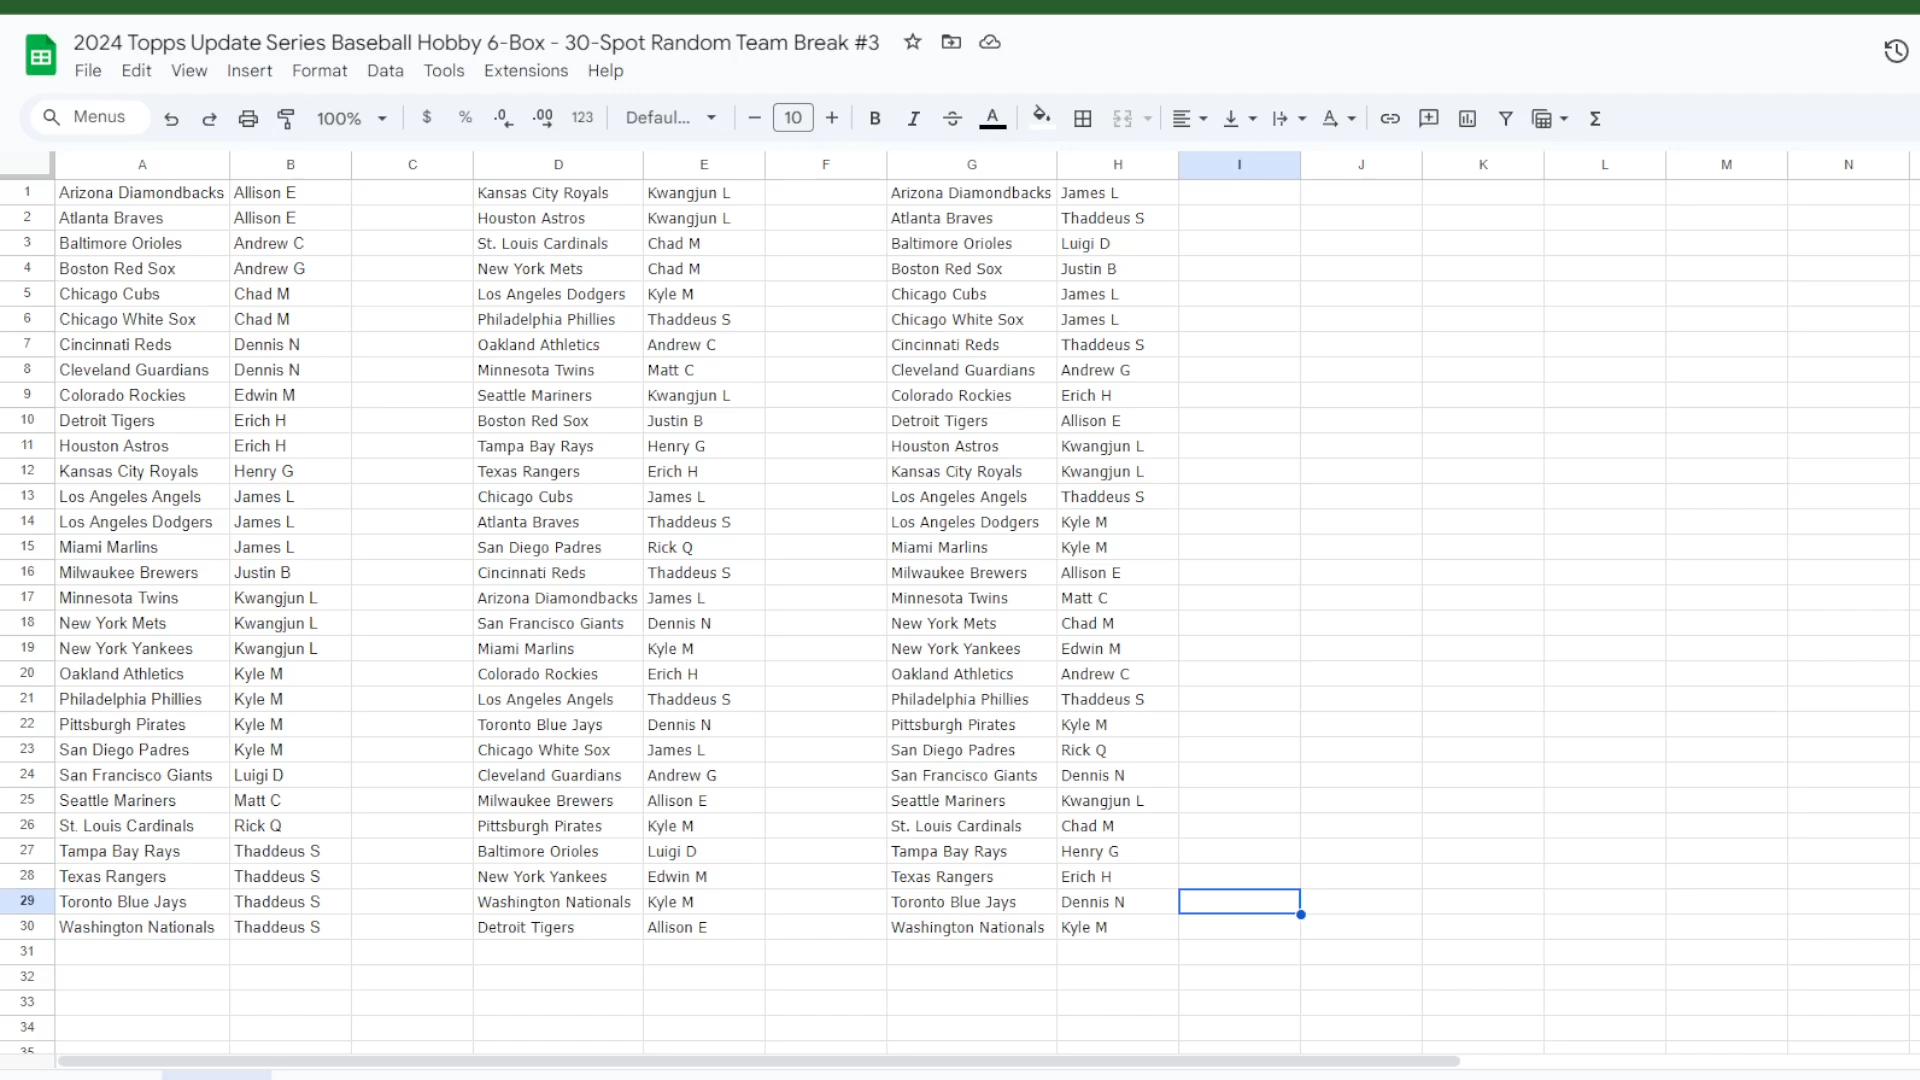 2024 Topps Update Series Baseball Hobby 6-Box - 30-Spot Random Team Break #3
File Edit View Insert Format Data Tools Extensions Help
Menus 100% $ % .0 .00 123 Defaul... 10 B I A
A B C D E F G H I J K L M N
1 Arizona Diamondbacks Allison E Kansas City Royals Kwangjun L Arizona Diamondbacks James L
2 Atlanta Braves Allison E Houston Astros Kwangjun L Atlanta Braves Thaddeus S
3 Baltimore Orioles Andrew C St. Louis Cardinals Chad M Baltimore Orioles Luigi D
4 Boston Red Sox Andrew G New York Mets Chad M Boston Red Sox Justin B
5 Chicago Cubs Chad M Los Angeles Dodgers Kyle M Chicago Cubs James L
6 Chicago White Sox Chad M Philadelphia Phillies Thaddeus S Chicago White Sox James L
7 Cincinnati Reds Dennis N Oakland Athletics Andrew C Cincinnati Reds Thaddeus S
8 Cleveland Guardians Dennis N Minnesota Twins Matt C Cleveland Guardians Andrew G
9 Colorado Rockies Edwin M Seattle Mariners Kwangjun L Colorado Rockies Erich H
10 Detroit Tigers Erich H Boston Red Sox Justin B Detroit Tigers Allison E
11 Houston Astros Erich H Tampa Bay Rays Henry G Houston Astros Kwangjun L
12 Kansas City Royals Henry G Texas Rangers Erich H Kansas City Royals Kwangjun L
13 Los Angeles Angels James L Chicago Cubs James L Los Angeles Angels Thaddeus S
14 Los Angeles Dodgers James L Atlanta Braves Thaddeus S Los Angeles Dodgers Kyle M
15 Miami Marlins James L San Diego Padres Rick Q Miami Marlins Kyle M
16 Milwaukee Brewers Justin B Cincinnati Reds Thaddeus S Milwaukee Brewers Allison E
17 Minnesota Twins Kwangjun L Arizona Diamondbacks James L Minnesota Twins Matt C
18 New York Mets Kwangjun L San Francisco Giants Dennis N New York Mets Chad M
19 New York Yankees Kwangjun L Miami Marlins Kyle M New York Yankees Edwin M
20 Oakland Athletics Kyle M Colorado Rockies Erich H Oakland Athletics Andrew C
21 Philadelphia Phillies Kyle M Los Angeles Angels Thaddeus S Philadelphia Phillies Thaddeus S
22 Pittsburgh Pirates Kyle M Toronto Blue Jays Dennis N Pittsburgh Pirates Kyle M
23 San Diego Padres Kyle M Chicago White Sox James L San Diego Padres Rick Q
24 San Francisco Giants Luigi D Cleveland Guardians Andrew G San Francisco Giants Dennis N
25 Seattle Mariners Matt C Milwaukee Brewers Allison E Seattle Mariners Kwangjun L
26 St. Louis Cardinals Rick Q Pittsburgh Pirates Kyle M St. Louis Cardinals Chad M
27 Tampa Bay Rays Thaddeus S Baltimore Orioles Luigi D Tampa Bay Rays Henry G
28 Texas Rangers Thaddeus S New York Yankees Edwin M Texas Rangers Erich H
29 Toronto Blue Jays Thaddeus S Washington Nationals Kyle M Toronto Blue Jays Dennis N
30 Washington Nationals Thaddeus S Detroit Tigers Allison E Washington Nationals Kyle M
31
32
33
34
35